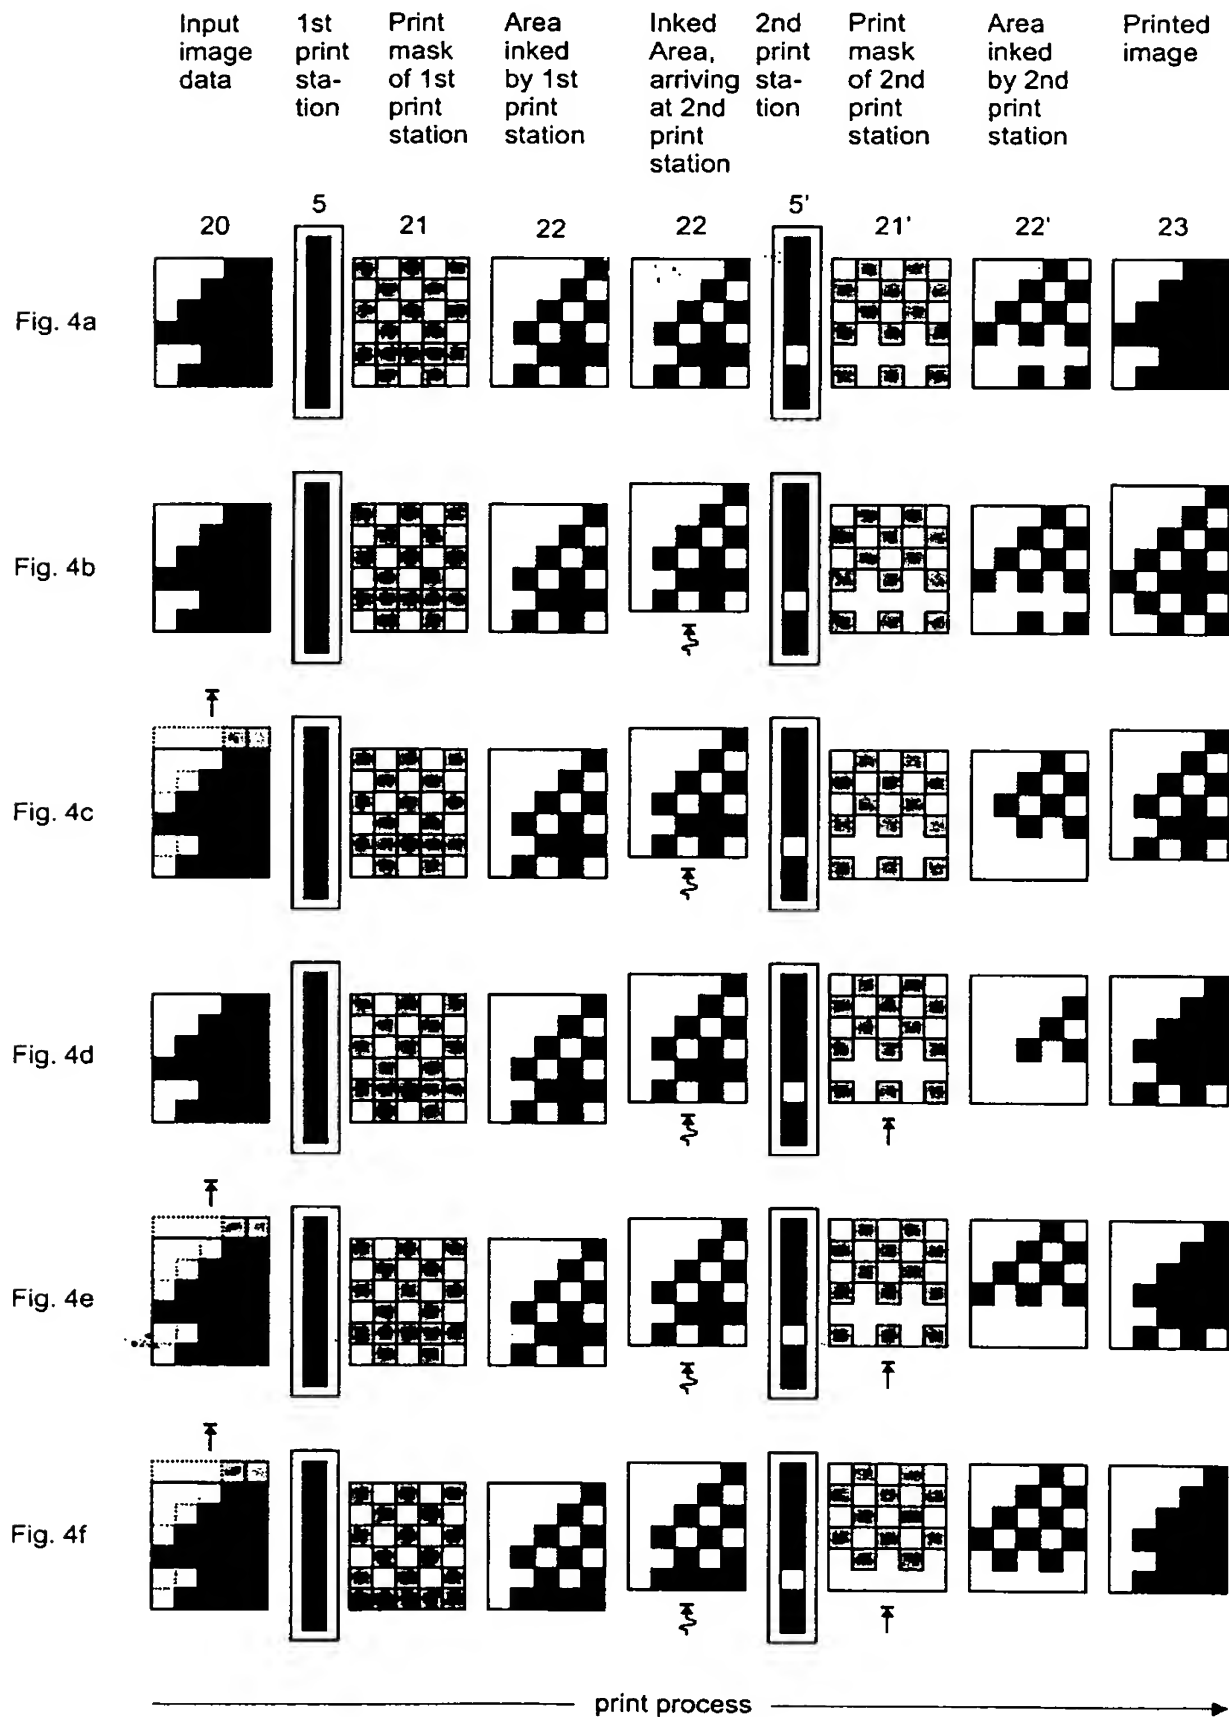 Input
image
data
1st
print
sta-
tion
Print
mask
of 1st
print
station
Area
inked
by 1st
print
station
Inked
Area,
arriving
at 2nd
print
station
2nd
print
sta-
tion
Print
mask
of 2nd
print
station
Area
inked
by 2nd
print
station
Printed
image
20 5 21 22 22 5' 21' 22' 23
Fig. 4a
Fig. 4b
Fig. 4c
Fig. 4d
Fig. 4e
Fig. 4f
print process